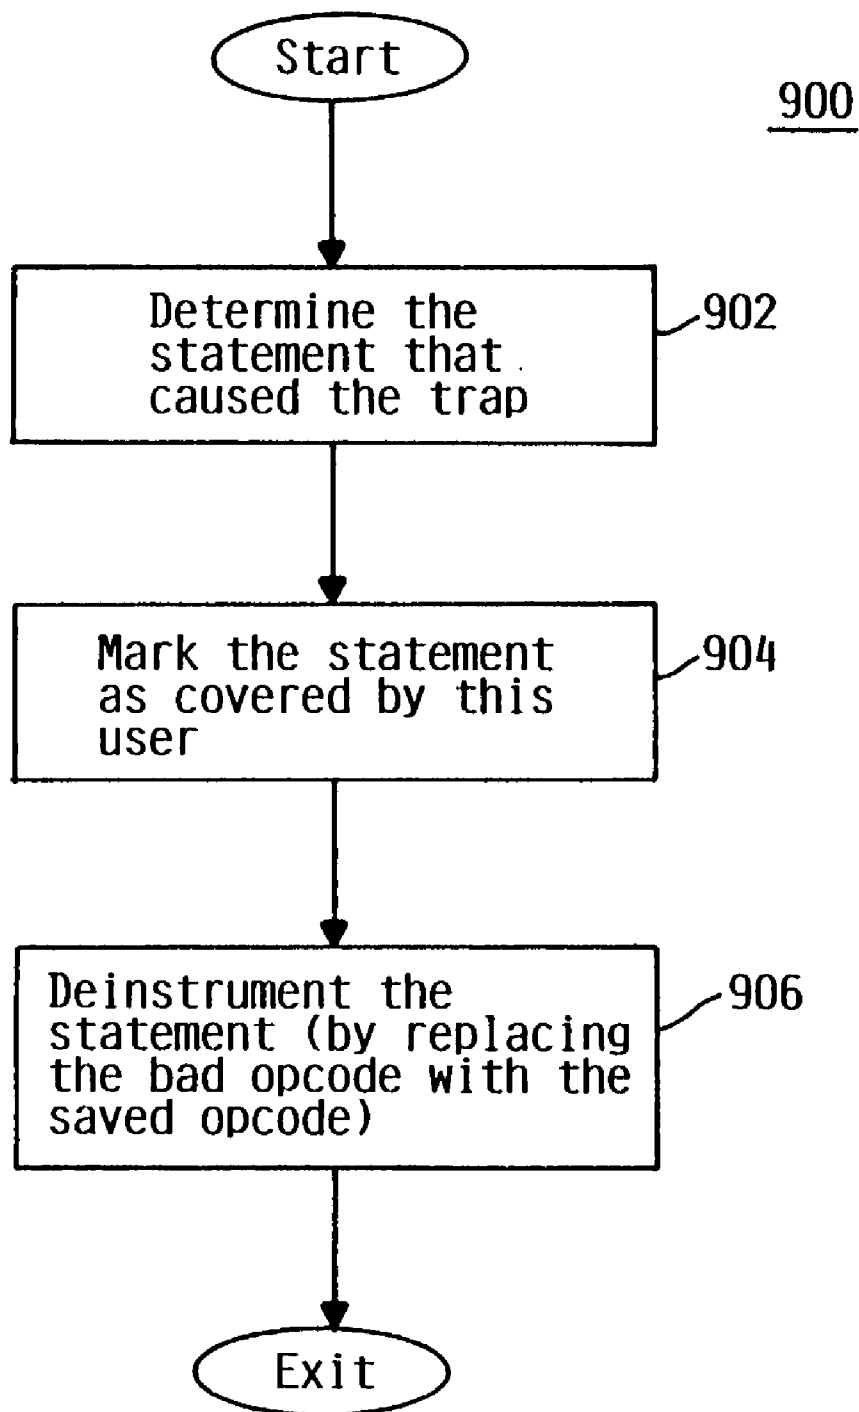 Start
900
Determine the
statement that
caused the trap
902
Mark the statement
as covered by this
user
904
Deinstrument the
statement (by replacing
the bad opcode with the
saved opcode)
906
Exit